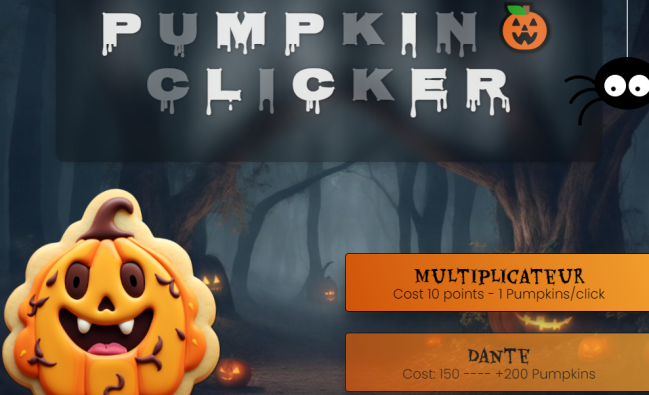 PUMPKIN
CLICKER
MULTIPLICATEUR
Cost 10 points - 1 Pumpkins/click
DANTE
Cost: 150 ---- +200 Pumpkins